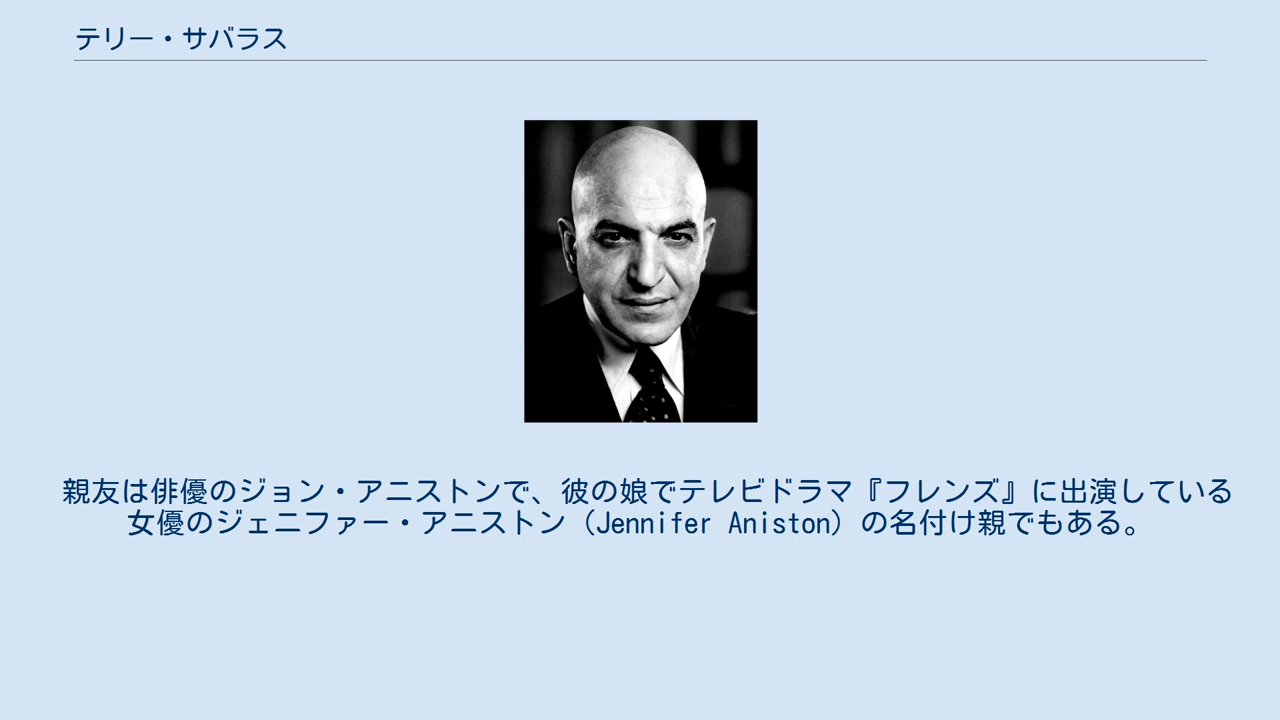 テリー・サバラス
親友は俳優のジョン・アニストンで、彼の娘でテレビドラマ『フレンズ』に出演している
女優のジェニファー・アニストン（Jennifer Aniston）の名付け親でもある。